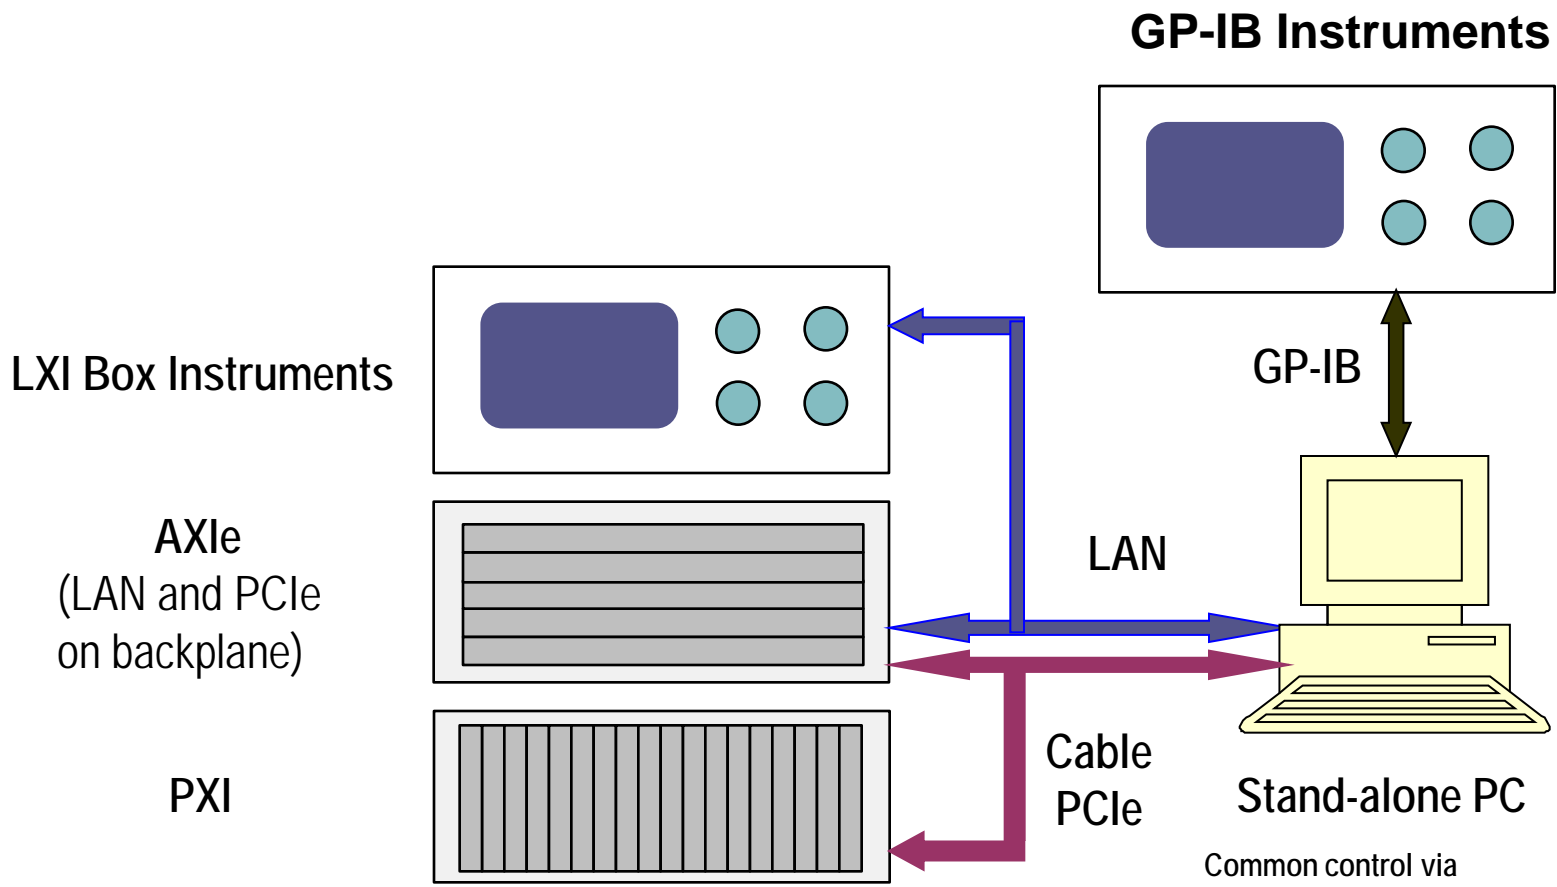 GP-IB Instruments
LXI Box Instruments
GP-IB
AXIe
(LAN and PCIe
on backplane)
LAN
PXI
Cable
PCIe
Stand-alone PC
Common control via